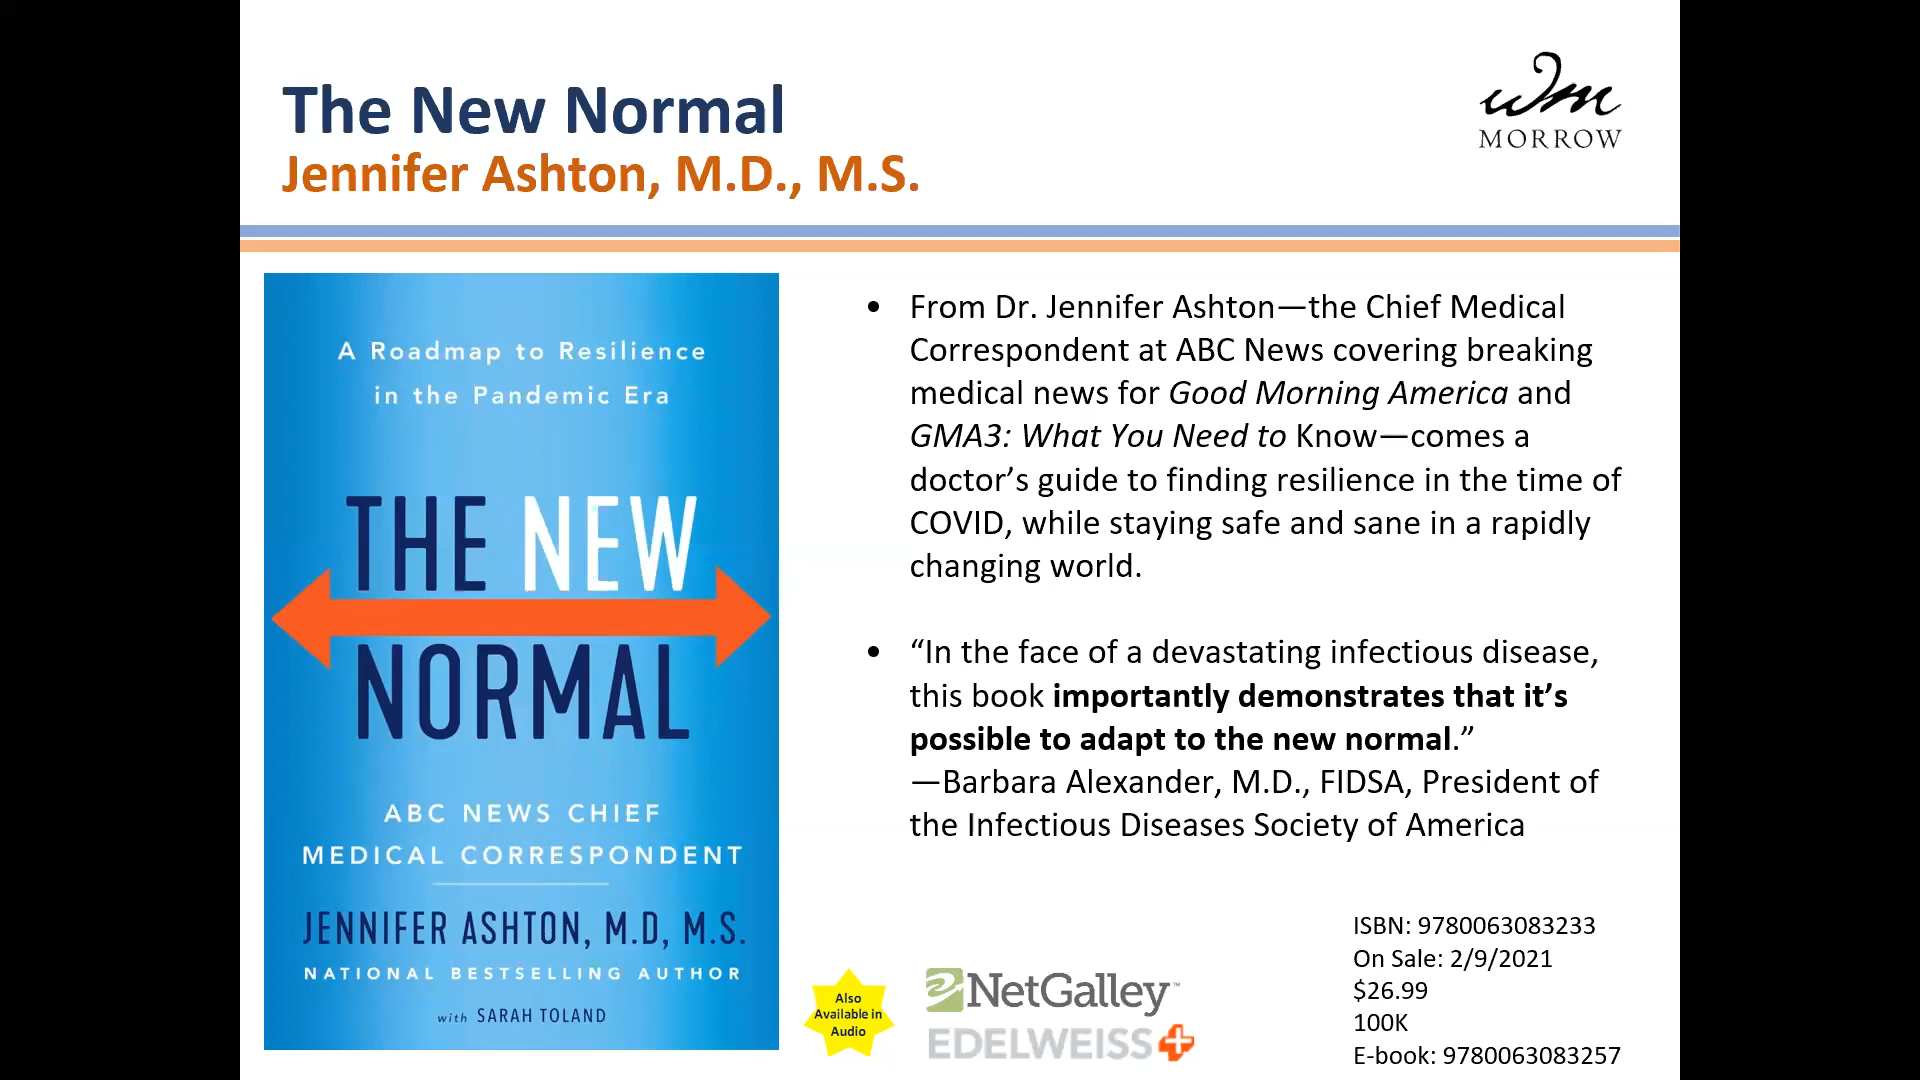 The New Normal
Jennifer Ashton, M.D., M.S.
wm
MORROW
A Roadmap to Resilience
in the Pandemic Era
THE NEW
NORMAL
ABC NEWS CHIEF
MEDICAL CORRESPONDENT
JENNIFER ASHTON, M.D, M.S.
NATIONAL BESTSELLING AUTHOR
with SARAH TOLAND
• From Dr. Jennifer Ashton—the Chief Medical
Correspondent at ABC News covering breaking
medical news for Good Morning America and
GMA3: What You Need to Know—comes a
doctor’s guide to finding resilience in the time of
COVID, while staying safe and sane in a rapidly
changing world.
• “In the face of a devastating infectious disease,
this book importantly demonstrates that it’s
possible to adapt to the new normal.”
—Barbara Alexander, M.D., FIDSA, President of
the Infectious Diseases Society of America
Also
Available in
Audio
NetGalley™
EDELWEISS+
ISBN: 9780063083233
On Sale: 2/9/2021
$26.99
100K
E-book: 9780063083257